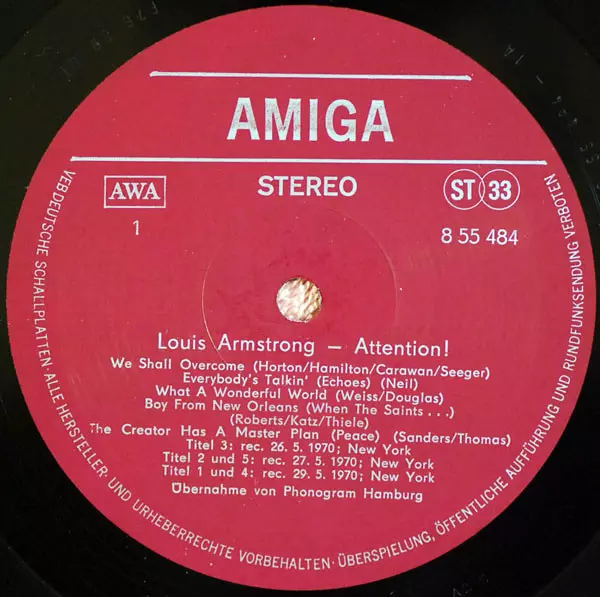 AMIGA
STEREO
AWA
ST 33
1
8 55 484
Louis Armstrong — Attention!
We Shall Overcome (Horton/Hamilton/Carawan/Seeger)
Everybody's Talkin' (Echoes) (Neil)
What A Wonderful World (Weiss/Douglas)
Boy From New Orleans (When The Saints . . .)
(Roberts/Katz/Thiele)
The Creator Has A Master Plan (Peace) (Sanders/Thomas)
Titel 3: rec. 26. 5. 1970; New York
Titel 2 und 5: rec. 27. 5. 1970; New York
Titel 1 und 4: rec. 29. 5. 1970; New York
Übernahme von Phonogram Hamburg
VEB DEUTSCHE SCHALLPLATTEN · ALLE HERSTELLER- UND URHEBERRECHTE VORBEHALTEN · ÜBERSPIELUNG, ÖFFENTLICHE AUFFÜHRUNG UND RUNDFUNKSENDUNG VERBOTEN